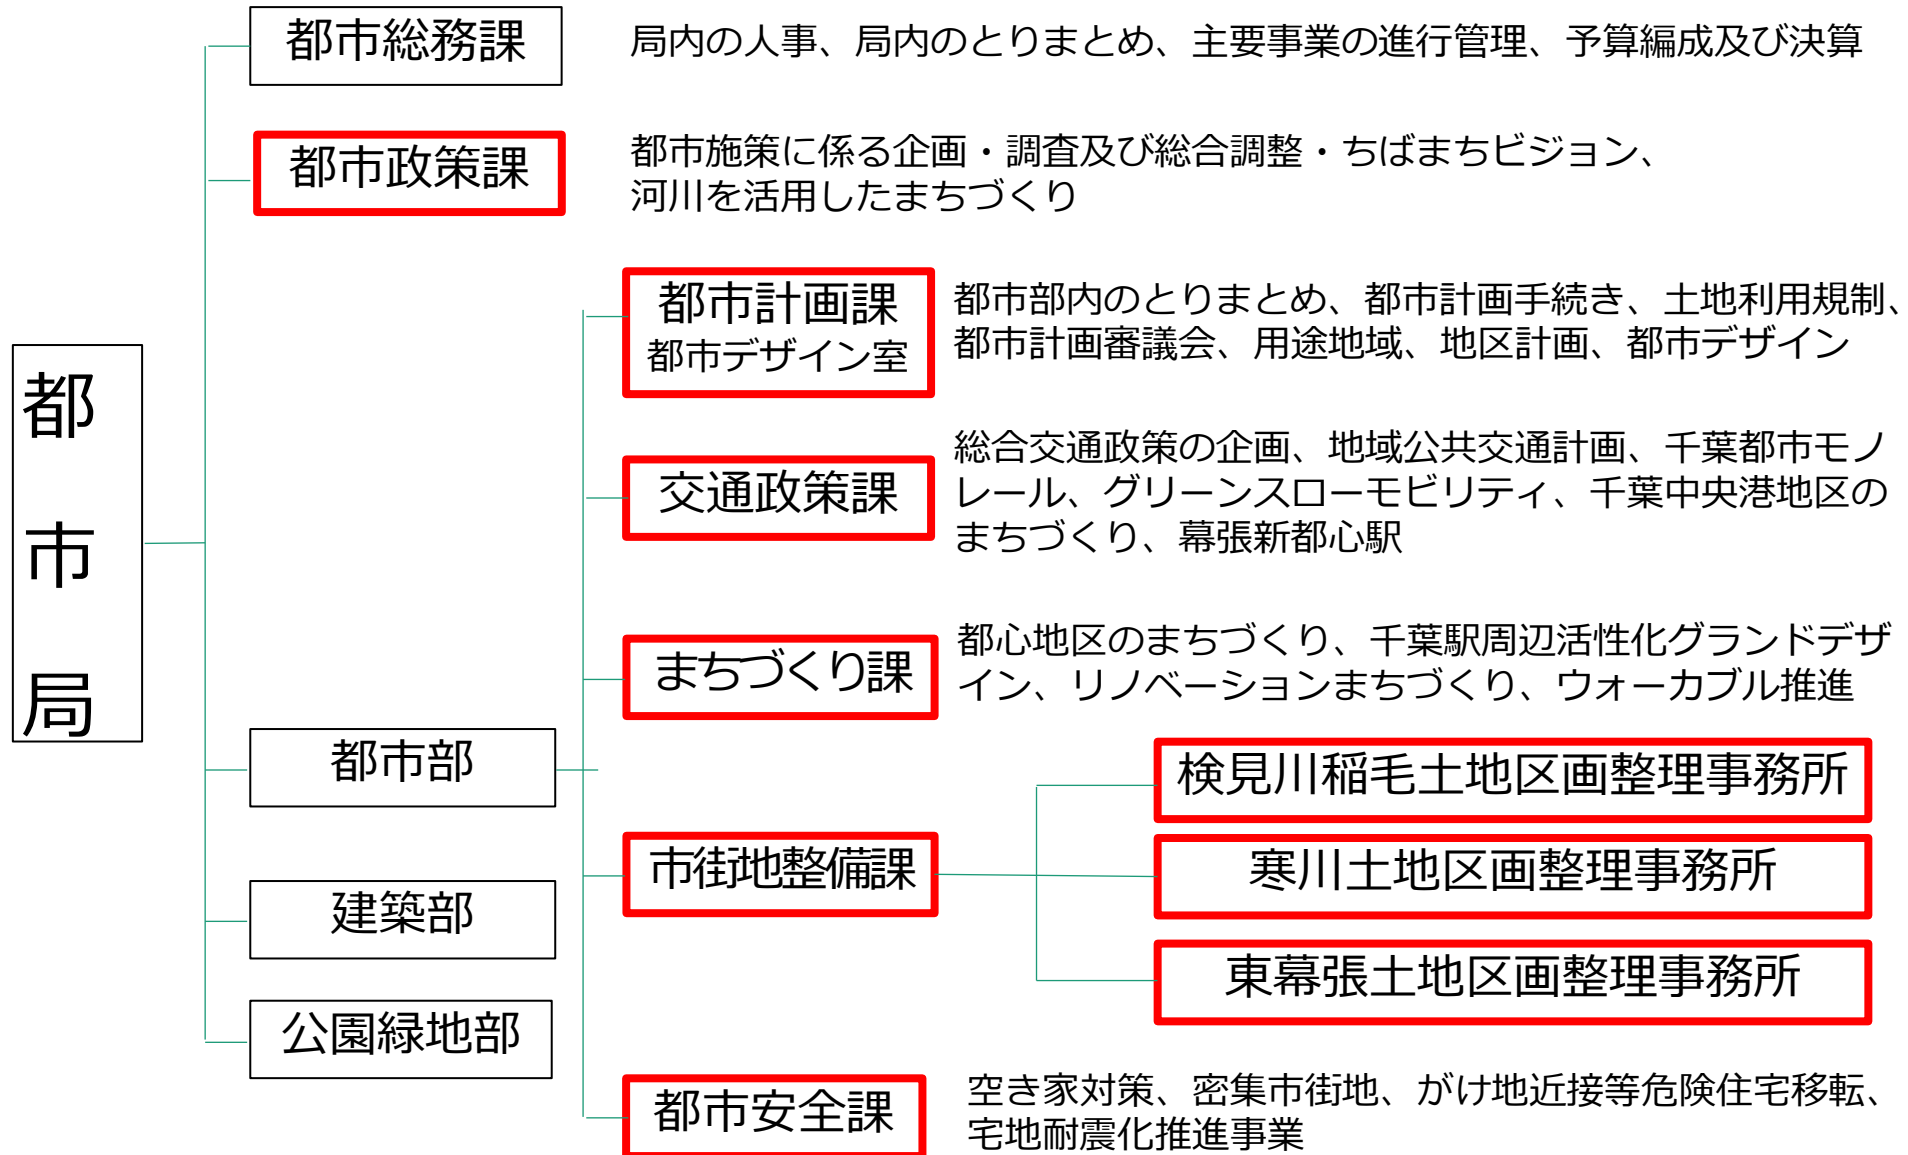 都市局
都市総務課
局内の人事、局内のとりまとめ、主要事業の進行管理、予算編成及び決算
都市政策課
都市施策に係る企画・調査及び総合調整・ちばまちビジョン、
河川を活用したまちづくり
都市部
都市計画課
都市デザイン室
都市部内のとりまとめ、都市計画手続き、土地利用規制、
都市計画審議会、用途地域、地区計画、都市デザイン
交通政策課
総合交通政策の企画、地域公共交通計画、千葉都市モノ
レール、グリーンスローモビリティ、千葉中央港地区の
まちづくり、幕張新都心駅
まちづくり課
都心地区のまちづくり、千葉駅周辺活性化グランドデザ
イン、リノベーションまちづくり、ウォーカブル推進
市街地整備課
検見川稲毛土地区画整理事務所
寒川土地区画整理事務所
東幕張土地区画整理事務所
都市安全課
空き家対策、密集市街地、がけ地近接等危険住宅移転、
宅地耐震化推進事業
建築部
公園緑地部